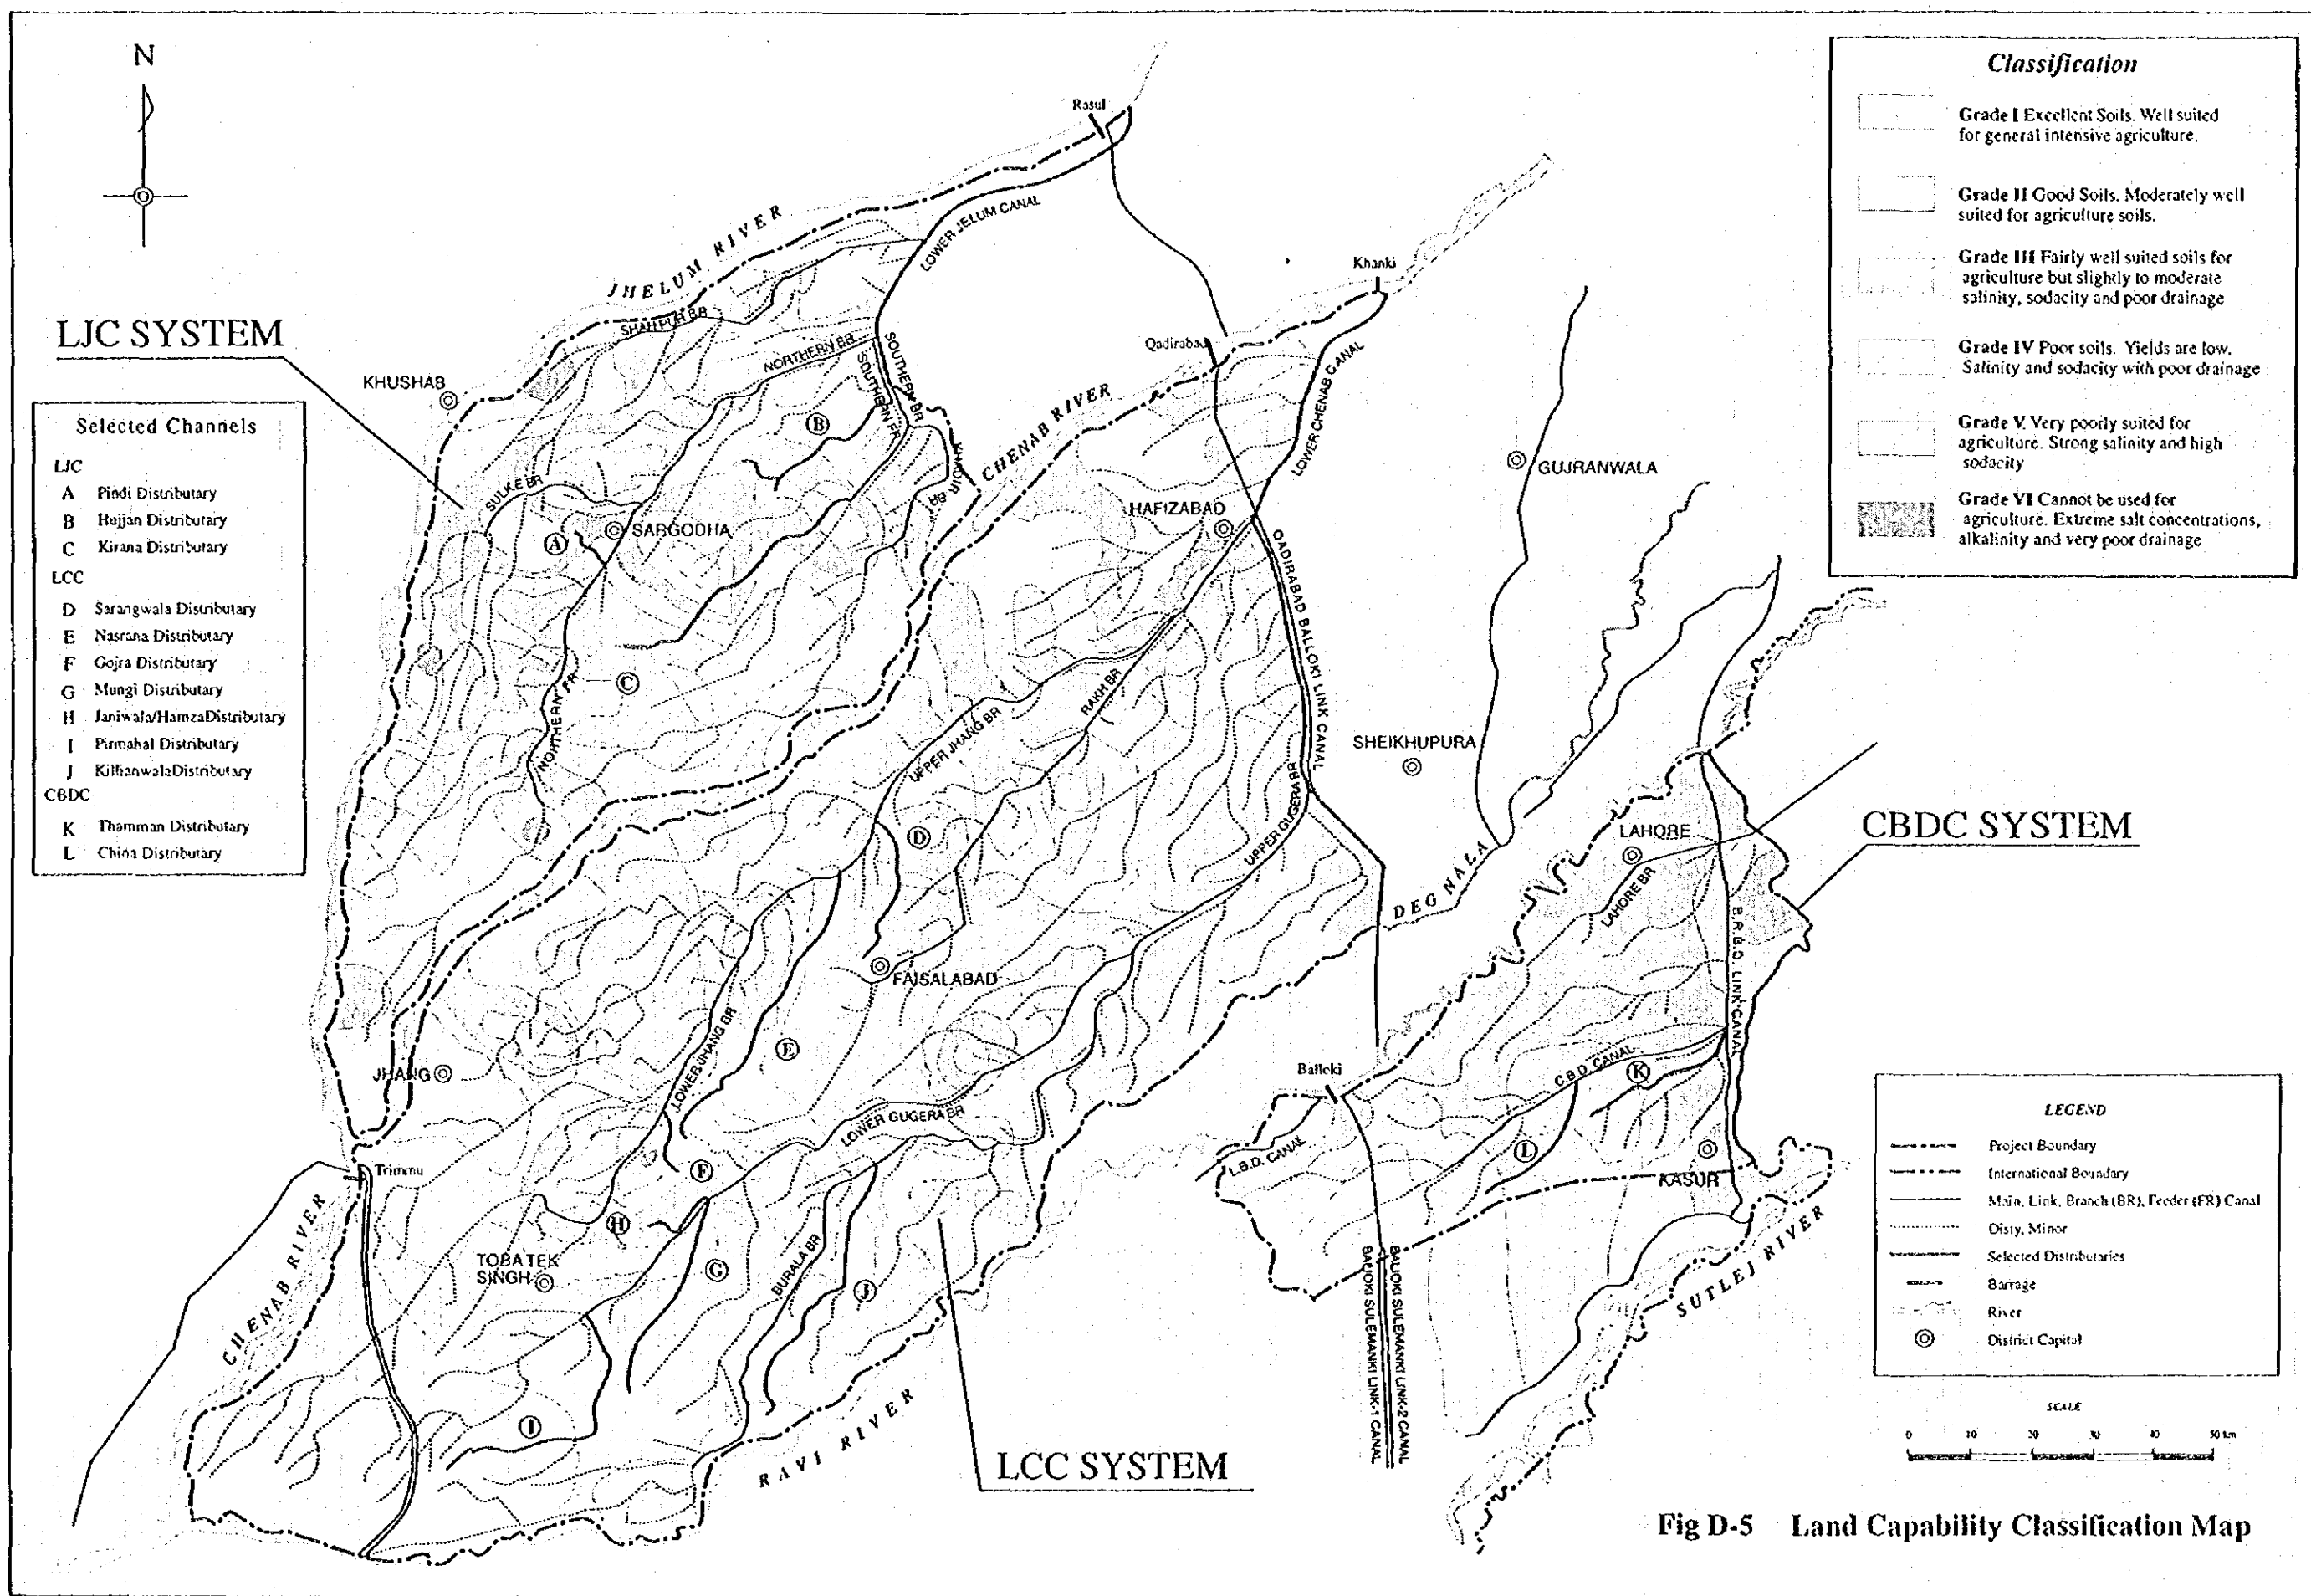 N
Rasul
JHELUM RIVER
LOWER JELUM CANAL
Khanki
Qadirabad
LJC SYSTEM
SHAHPUR BR
NORTHERN BR
SOUTHERN BR
SOUTHERN FR
KHUSHAB
CHENAB RIVER
LOWER CHENAB CANAL
B
KHADIR BR
GUJRANWALA
SULKE BR
HAFIZABAD
A
SARGODHA
QADIRABAD BALLOKI LINK CANAL
Selected Channels
LJC
A Pindi Distributary
B Hujjan Distributary
C Kirana Distributary
LCC
D Sarangwala Distributary
E Nasrana Distributary
F Gojra Distributary
G Mungi Distributary
H Janiwala/HamzaDistributary
I Pirmahal Distributary
J KilhanwalaDistributary
CBDC
K Thamman Distributary
L China Distributary
Classification
Grade I Excellent Soils. Well suited
for general intensive agriculture.
Grade II Good Soils. Moderately well
suited for agriculture soils.
Grade III Fairly well suited soils for
agriculture but slightly to moderate
salinity, sodacity and poor drainage
Grade IV Poor soils. Yields are low.
Salinity and sodacity with poor drainage
Grade V Very poorly suited for
agriculture. Strong salinity and high
sodacity
Grade VI Cannot be used for
agriculture. Extreme salt concentrations,
alkalinity and very poor drainage
C
NORTHERN FR
RAKH BR
UPPER JHANG BR
SHEIKHUPURA
UPPER GUGERA BR
D
LAHORE
CBDC SYSTEM
LAHORE BR
DEG NALA
B.R.B.D. LINK CANAL
FAISALABAD
E
LOWER JHANG BR
JHANG
Balloki
C.B.D. CANAL
K
LOWER GUGERA BR
L.B.D. CANAL
L
KASUR
Trimmu
F
H
CHENAB RIVER
TOBA TEK
SINGH
G
BURALA BR
J
BALIOKI SULEMANKI LINK-1 CANAL
BALIOKI SULEMANKI LINK-2 CANAL
SUTLEJ RIVER
I
RAVI RIVER
LCC SYSTEM
LEGEND
Project Boundary
International Boundary
Main, Link, Branch (BR), Feeder (FR) Canal
Disty, Minor
Selected Distributaries
Barrage
River
District Capital
SCALE
0 10 20 30 40 50 km
Fig D-5 Land Capability Classification Map